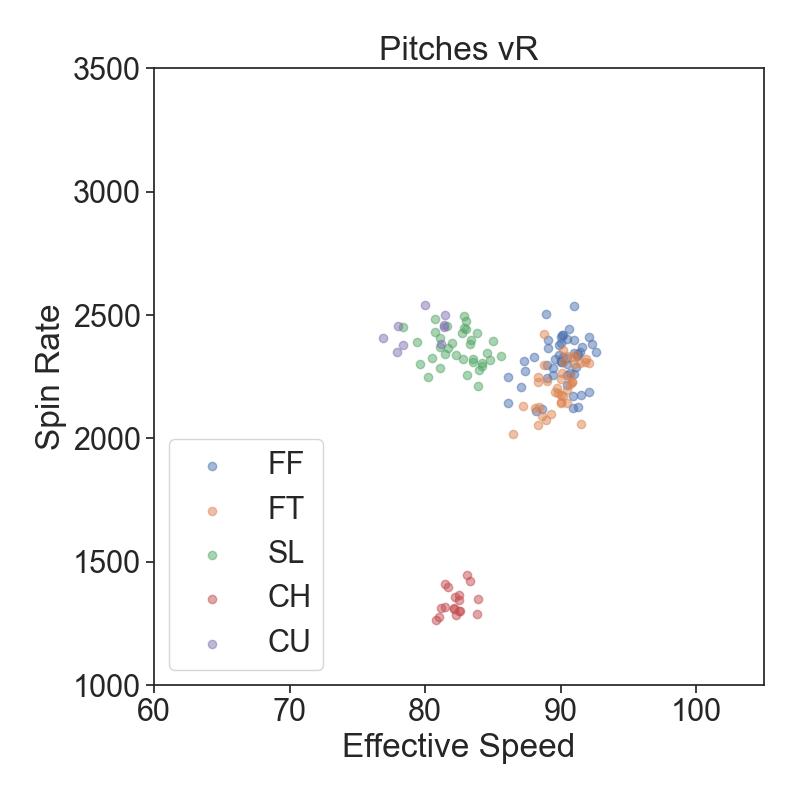 Pitches vR
3500
3000
2500
2000
1500
1000
Spin Rate
FF
FT
SL
CH
CU
60 70 80 90 100
Effective Speed